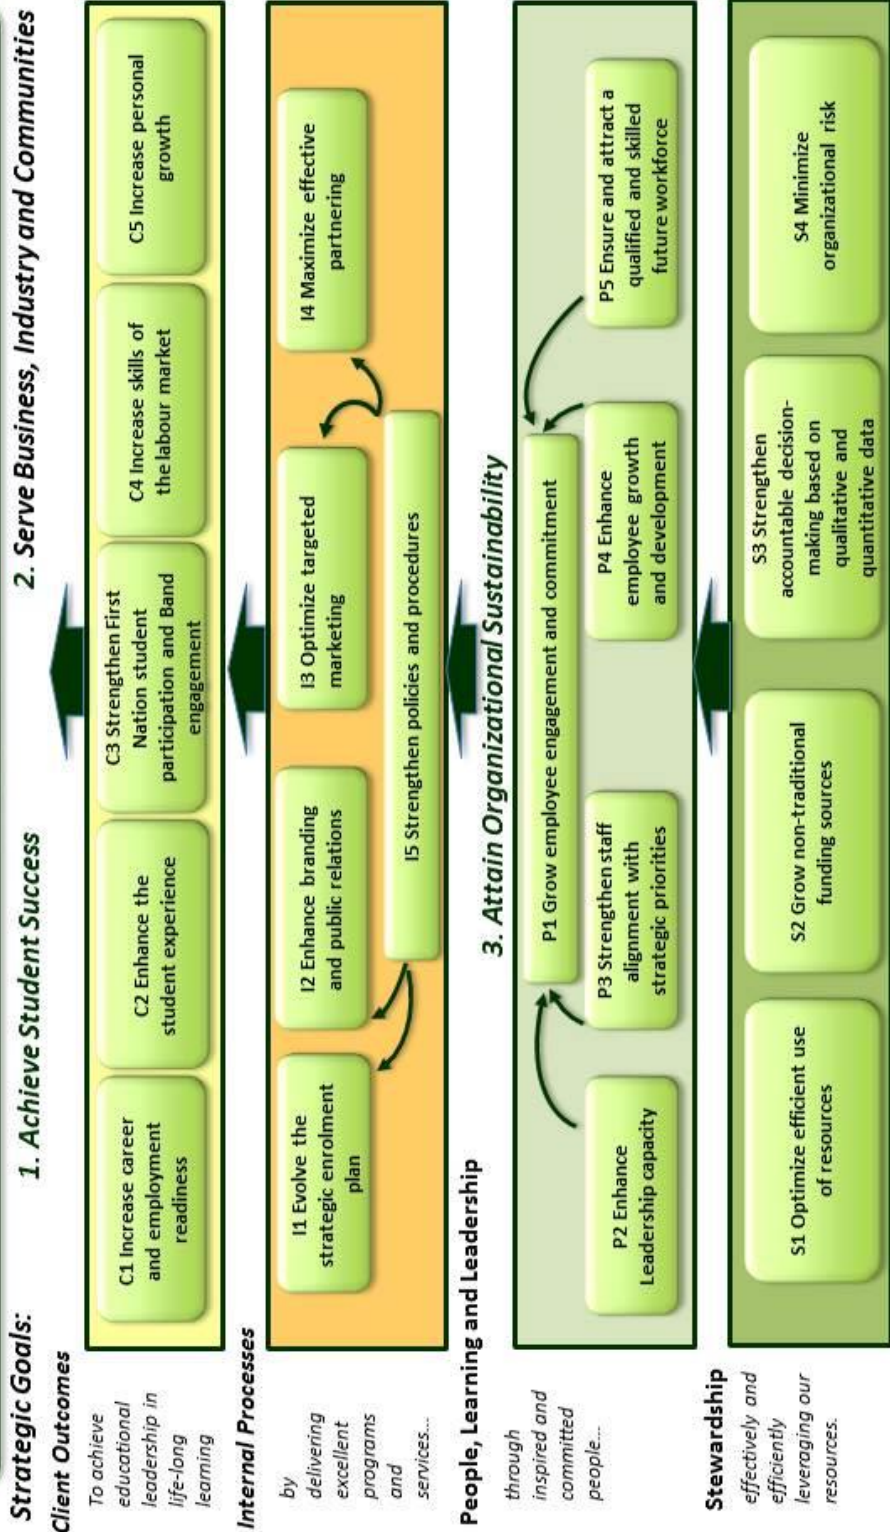 Strategic Goals:
1. Achieve Student Success
2. Serve Business, Industry and Communities
Client Outcomes
To achieve
educational
leadership in
life-long
learning
C1 Increase career
and employment
readiness
C2 Enhance the
student experience
C3 Strengthen First
Nation student
participation and Band
engagement
C4 Increase skills of
the labour market
C5 Increase personal
growth
Internal Processes
by
delivering
excellent
programs
and
services...
I1 Evolve the
strategic enrolment
plan
I2 Enhance branding
and public relations
I3 Optimize targeted
marketing
I4 Maximize effective
partnering
I5 Strengthen policies and procedures
People, Learning and Leadership
3. Attain Organizational Sustainability
through
inspired and
committed
people...
P1 Grow employee engagement and commitment
P2 Enhance
Leadership capacity
P3 Strengthen staff
alignment with
strategic priorities
P4 Enhance
employee growth
and development
P5 Ensure and attract a
qualified and skilled
future workforce
Stewardship
effectively and
efficiently
leveraging our
resources.
S1 Optimize efficient use
of resources
S2 Grow non-traditional
funding sources
S3 Strengthen
accountable decision-
making based on
qualitative and
quantitative data
S4 Minimize
organizational risk